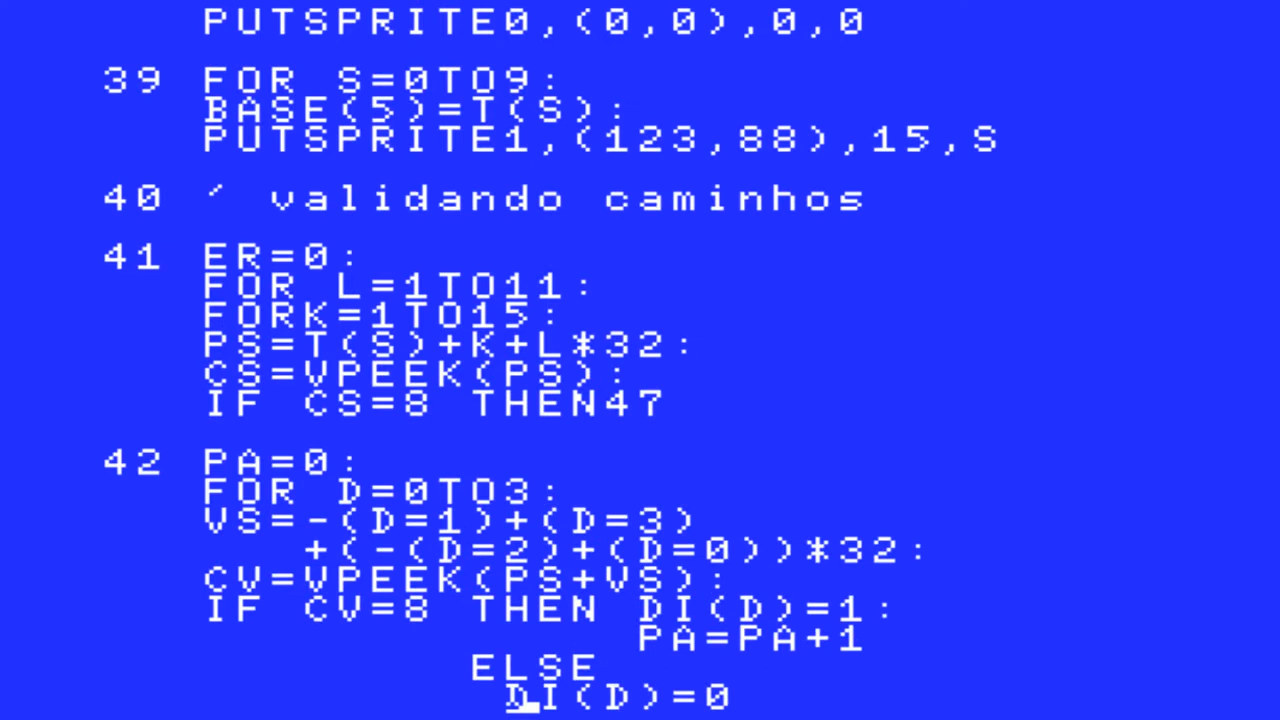 PUTSPRITE0,(0,0),0,0
39 FOR S=0TO9:
BASE(5)=T(S):
PUTSPRITE1,(123,88),15,S
40 ' validando caminhos
41 ER=0:
FOR L=1TO11:
FORK=1TO15:
PS=T(S)+K+L*32:
CS=VPEEK(PS):
IF CS=8 THEN47
42 PA=0:
FOR D=0TO3:
VS=-(D=1)+(D=3)
+(-(D=2)+(D=0))*32:
CV=VPEEK(PS+VS):
IF CV=8 THEN DI(D)=1:
PA=PA+1
ELSE
DI(D)=0